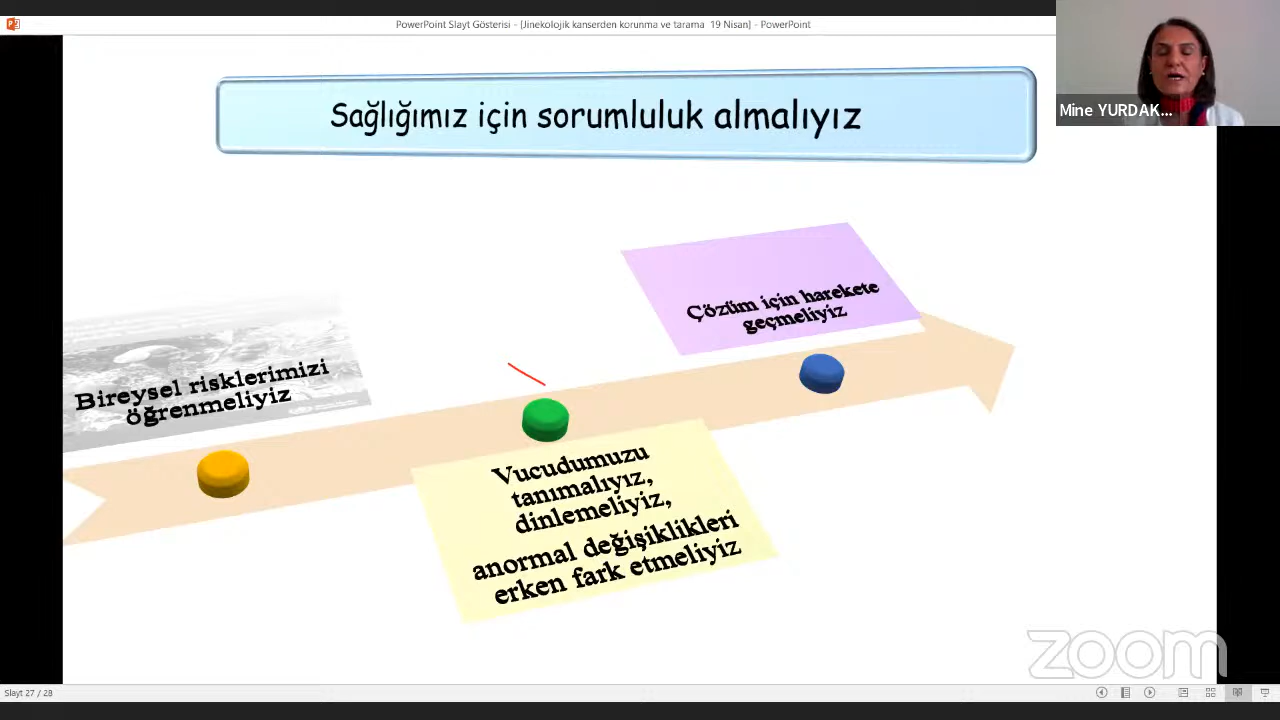 PowerPoint Slayt Gösterisi - [Jinekolojik kanserden korunma ve tarama 19 Nisan] - PowerPoint
Mine YURDAK...
Sağlığımız için sorumluluk almalıyız
Çözüm için harekete
geçmeliyiz
Bireysel risklerimizi
öğrenmeliyiz
Vucudumuzu
tanımalıyız,
dinlemeliyiz,
anormal değişiklikleri
erken fark etmeliyiz
zoom
Slayt 27 / 28